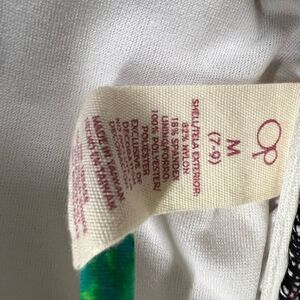 Op
M
(7-9)
SHELL/TELA EXTERIOR:
82% NYLON
18% SPANDEX
LINING/FORRO:
100% POLYESTER/
POLIESTER
EXCLUSIVE OF
DECORATION
MADE IN TAIWAN
HECHO EN TAIWAN